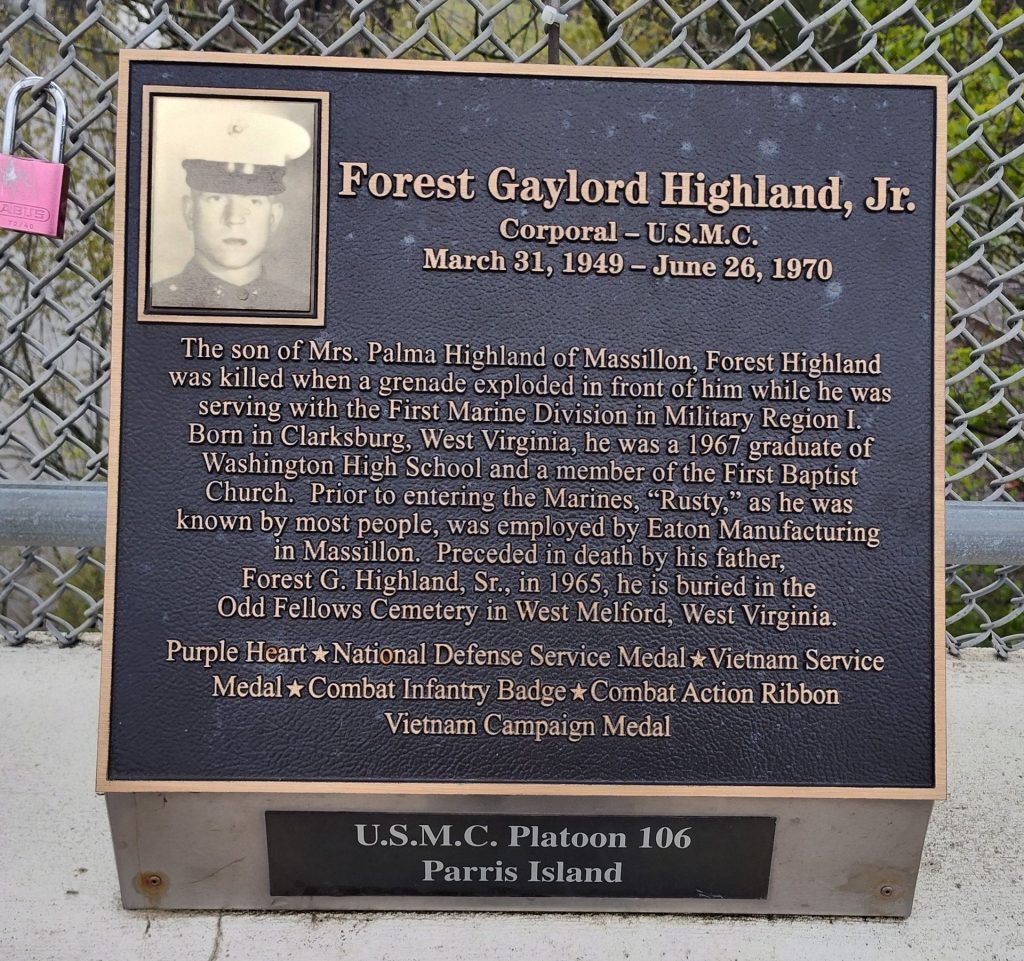 Forest Gaylord Highland, Jr.
Corporal – U.S.M.C.
March 31, 1949 – June 26, 1970
The son of Mrs. Palma Highland of Massillon, Forest Highland
was killed when a grenade exploded in front of him while he was
serving with the First Marine Division in Military Region I.
Born in Clarksburg, West Virginia, he was a 1967 graduate of
Washington High School and a member of the First Baptist
Church. Prior to entering the Marines, “Rusty,” as he was
known by most people, was employed by Eaton Manufacturing
in Massillon. Preceded in death by his father,
Forest G. Highland, Sr., in 1965, he is buried in the
Odd Fellows Cemetery in West Melford, West Virginia.
Purple Heart★National Defense Service Medal★Vietnam Service
Medal★Combat Infantry Badge★Combat Action Ribbon
Vietnam Campaign Medal
U.S.M.C. Platoon 106
Parris Island
ABUS